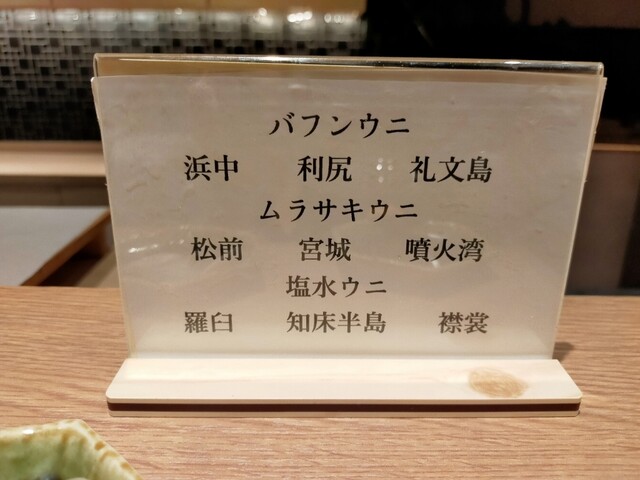 バフンウニ
浜中 利尻 礼文島
ムラサキウニ
松前 宮城 噴火湾
塩水ウニ
羅臼 知床半島 襟裳